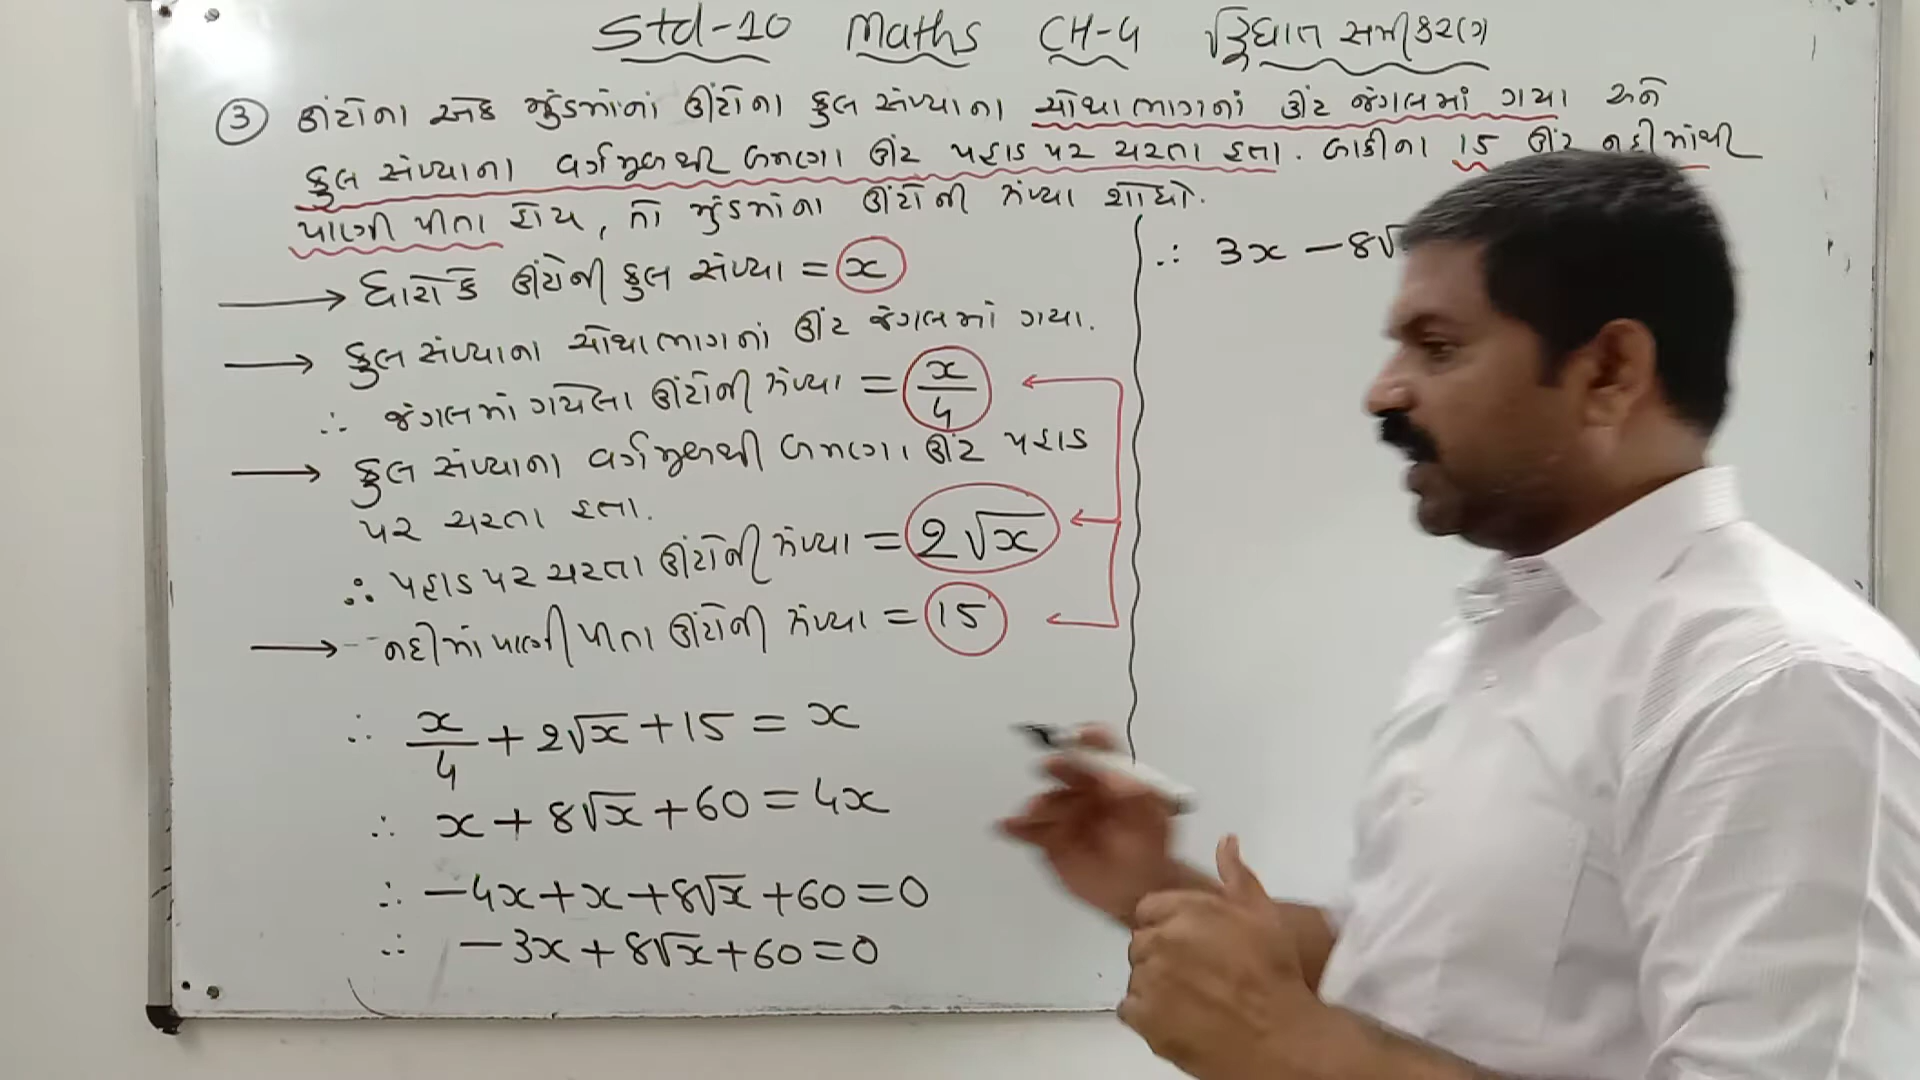 Std-10 Maths CH-4 દ્વિઘાત સમીકરણ
③ ઊંટોના એક ઝુંડમાંનાં ઊંટોના કુલ સંખ્યાના ચોથા ભાગનાં ઊંટ જંગલમાં ગયા અને
કુલ સંખ્યાના વર્ગમૂળથી બમણા ઊંટ પહાડ પર ચરતા હતા. બાકીના 15 ઊંટ નદીમાંથી
પાણી પીતા હોય, તો ઝુંડમાંના ઊંટોની સંખ્યા શોધો.
→ ધારોકે ઊંટોની કુલ સંખ્યા = x
→ કુલ સંખ્યાના ચોથા ભાગનાં ઊંટ જંગલમાં ગયા.
∴ જંગલમાં ગયેલા ઊંટોની સંખ્યા = x/4
→ કુલ સંખ્યાના વર્ગમૂળથી બમણા ઊંટ પહાડ
પર ચરતા હતા.
∴ પહાડ પર ચરતા ઊંટોની સંખ્યા = 2√x
→ નદીમાં પાણી પીતા ઊંટોની સંખ્યા = 15
∴ x/4 + 2√x + 15 = x
∴ x + 8√x + 60 = 4x
∴ -4x + x + 8√x + 60 = 0
∴ -3x + 8√x + 60 = 0
∴ 3x - 8√